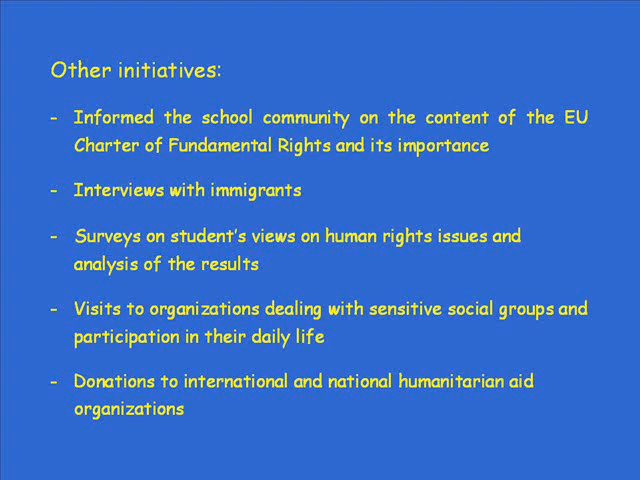 Other initiatives:
- Informed the school community on the content of the EU
Charter of Fundamental Rights and its importance
- Interviews with immigrants
- Surveys on student's views on human rights issues and
analysis of the results
- Visits to organizations dealing with sensitive social groups and
participation in their daily life
- Donations to international and national humanitarian aid
organizations